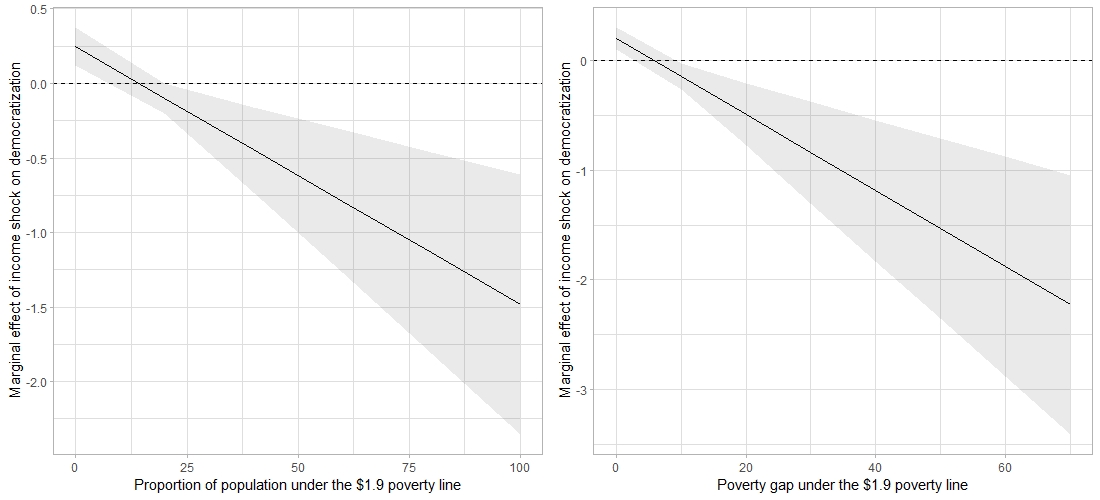 Marginal effect of income shock on democratization
0.5
0.0
-0.5
-1.0
-1.5
-2.0
0 25 50 75 100
Proportion of population under the $1.9 poverty line
Marginal effect of income shock on democratization
0
-1
-2
-3
0 20 40 60
Poverty gap under the $1.9 poverty line